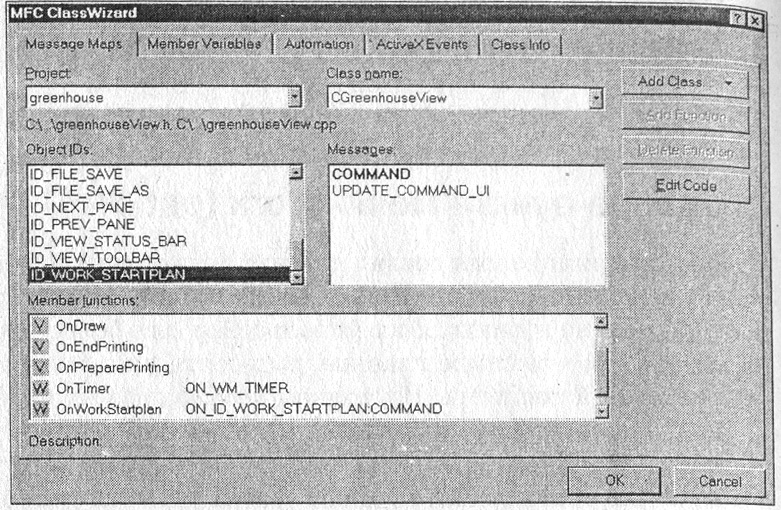 MFC ClassWizard
Message Maps Member Variables Automation ActiveX Events Class Info
Project: Class name:
greenhouse CGreenhouseView
Add Class
C:\..\greenhouseView.h, C:\..\greenhouseView.cpp
Add Function
Object IDs: Messages:
Delete Function
ID_FILE_SAVE COMMAND
ID_FILE_SAVE_AS UPDATE_COMMAND_UI
Edit Code
ID_NEXT_PANE
ID_PREV_PANE
ID_VIEW_STATUS_BAR
ID_VIEW_TOOLBAR
ID_WORK_STARTPLAN
Member functions:
V OnDraw
V OnEndPrinting
V OnPreparePrinting
W OnTimer ON_WM_TIMER
W OnWorkStartplan ON_ID_WORK_STARTPLAN:COMMAND
Description:
OK Cancel